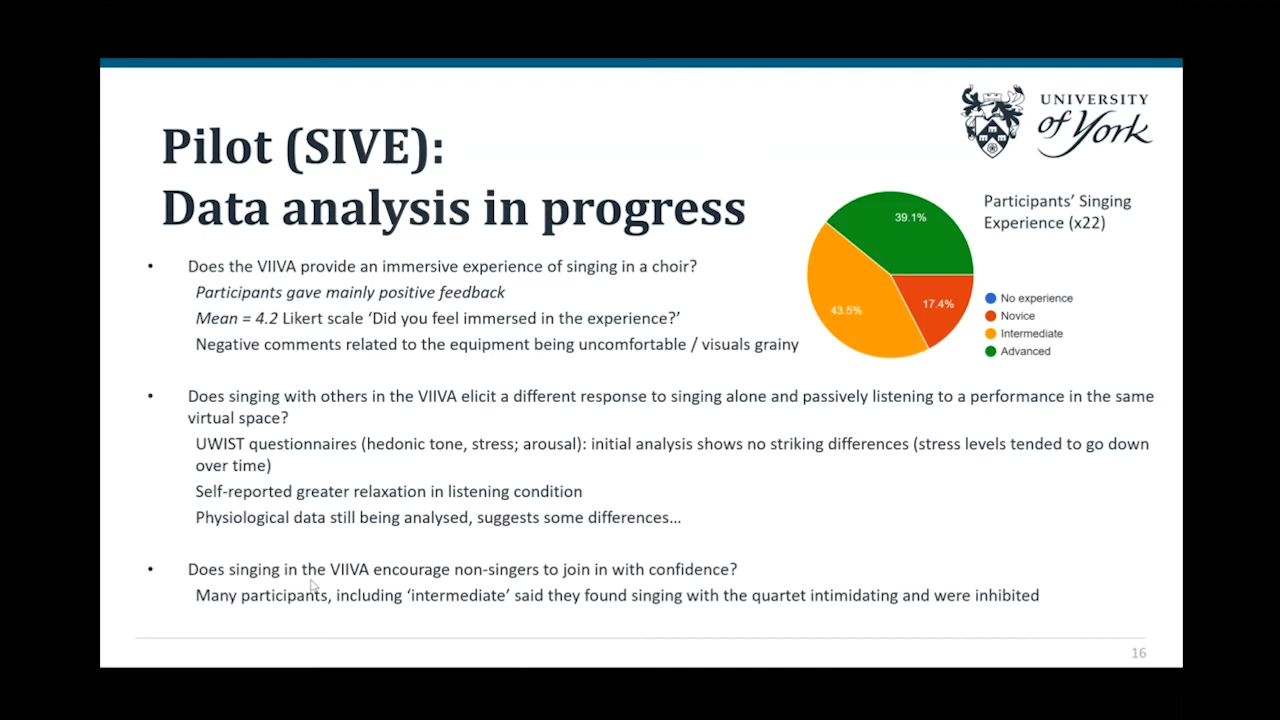 UNIVERSITY
of York
Pilot (SIVE):
Data analysis in progress
Participants’ Singing
Experience (x22)
39.1%
43.5%
17.4%
No experience
Novice
Intermediate
Advanced
• Does the VIIVA provide an immersive experience of singing in a choir?
Participants gave mainly positive feedback
Mean = 4.2 Likert scale ‘Did you feel immersed in the experience?’
Negative comments related to the equipment being uncomfortable / visuals grainy
• Does singing with others in the VIIVA elicit a different response to singing alone and passively listening to a performance in the same
virtual space?
UWIST questionnaires (hedonic tone, stress; arousal): initial analysis shows no striking differences (stress levels tended to go down
over time)
Self-reported greater relaxation in listening condition
Physiological data still being analysed, suggests some differences…
• Does singing in the VIIVA encourage non-singers to join in with confidence?
Many participants, including ‘intermediate’ said they found singing with the quartet intimidating and were inhibited
16